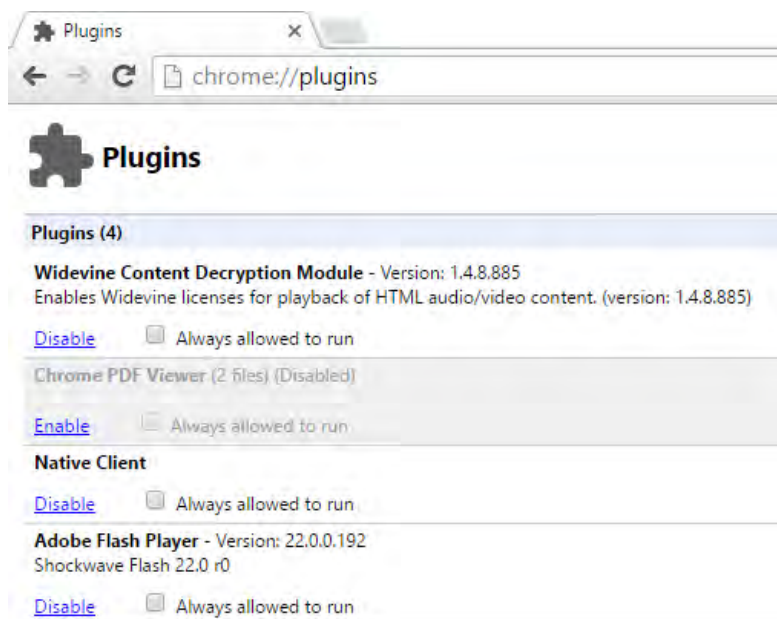 Plugins
chrome://plugins
Plugins
Plugins (4)
Widevine Content Decryption Module - Version: 1.4.8.885
Enables Widevine licenses for playback of HTML audio/video content. (version: 1.4.8.885)
Disable Always allowed to run
Chrome PDF Viewer (2 files) (Disabled)
Enable Always allowed to run
Native Client
Disable Always allowed to run
Adobe Flash Player - Version: 22.0.0.192
Shockwave Flash 22.0 r0
Disable Always allowed to run